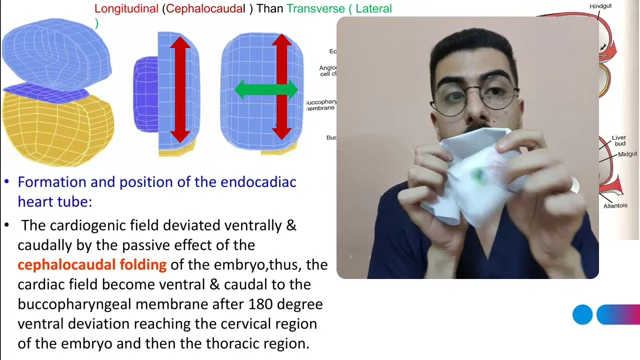 Longitudinal (Cephalocaudal ) Than Transverse ( Lateral
)
Hindgut
cell
buccopharyn
membrane
Liver
bud
Midgut
Allantois
• Formation and position of the endocadiac
heart tube:
• The cardiogenic field deviated ventrally &
caudally by the passive effect of the
cephalocaudal folding of the embryo,thus, the
cardiac field become ventral & caudal to the
buccopharyngeal membrane after 180 degree
ventral deviation reaching the cervical region
of the embryo and then the thoracic region.